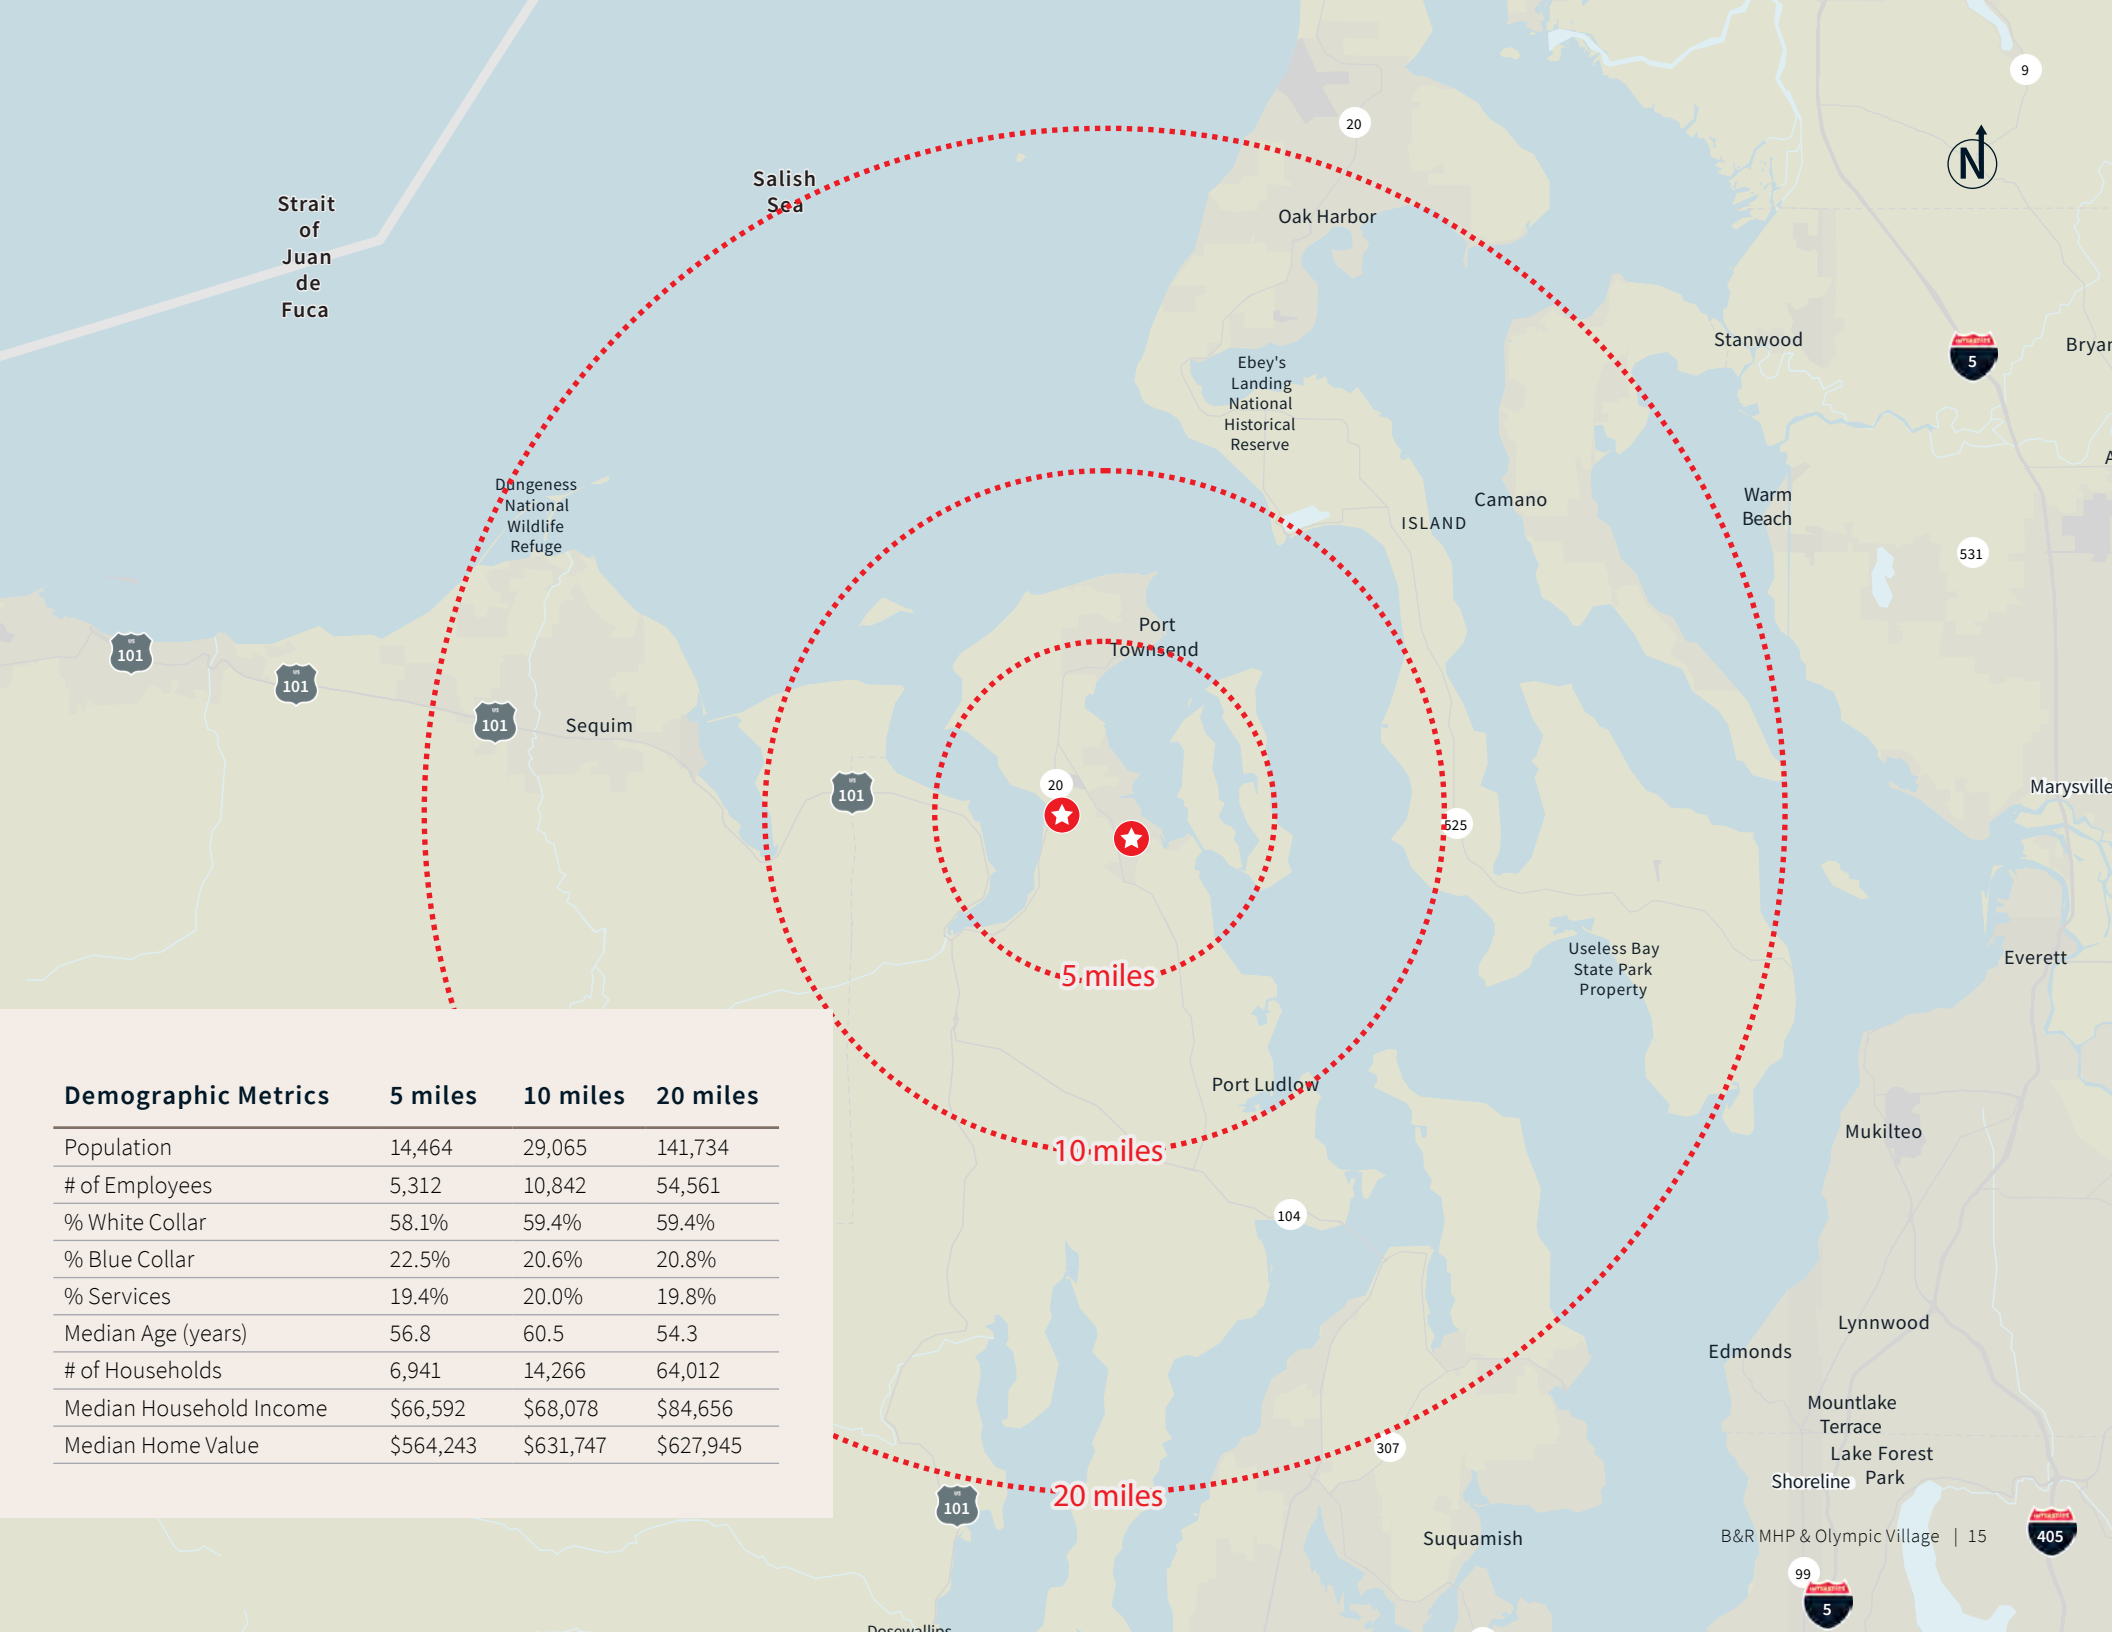 9
20
Salish
Sea
Strait
of
Juan
de
Fuca
N
Oak Harbor
Stanwood
INTERSTATE
5
Ebey's
Landing
National
Historical
Reserve
Dungeness
National
Wildlife
Refuge
Camano
ISLAND
Warm
Beach
531
Port
Townsend
US
101
US
101
US
101
Sequim
US
101
20
525
Marysville
Useless Bay
State Park
Property
Everett
5 miles
Port Ludlow
10 miles
Mukilteo
104
Lynnwood
Edmonds
Mountlake
Terrace
Lake Forest
Park
Shoreline
307
20 miles
US
101
Suquamish
Demographic Metrics 5 miles 10 miles 20 miles
Population 14,464 29,065 141,734
# of Employees 5,312 10,842 54,561
% White Collar 58.1% 59.4% 59.4%
% Blue Collar 22.5% 20.6% 20.8%
% Services 19.4% 20.0% 19.8%
Median Age (years) 56.8 60.5 54.3
# of Households 6,941 14,266 64,012
Median Household Income $66,592 $68,078 $84,656
Median Home Value $564,243 $631,747 $627,945
B&R MHP & Olympic Village | 15
INTERSTATE
405
99
INTERSTATE
5